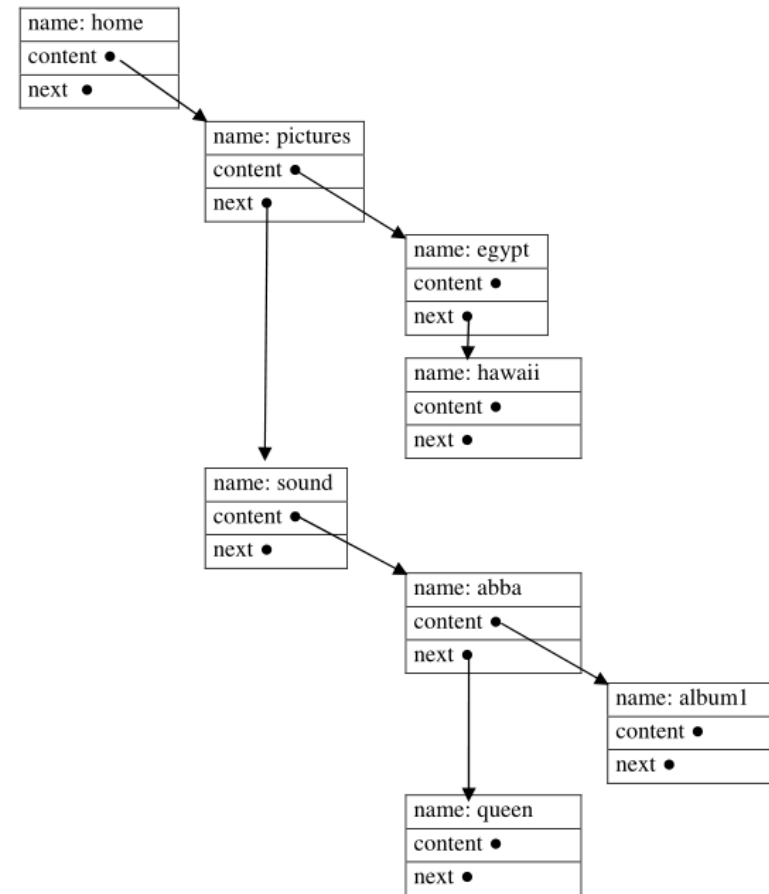 name: home
content
next
name: pictures
content
next
name: egypt
content
next
name: hawaii
content
next
name: sound
content
next
name: abba
content
next
name: album1
content
next
name: queen
content
next